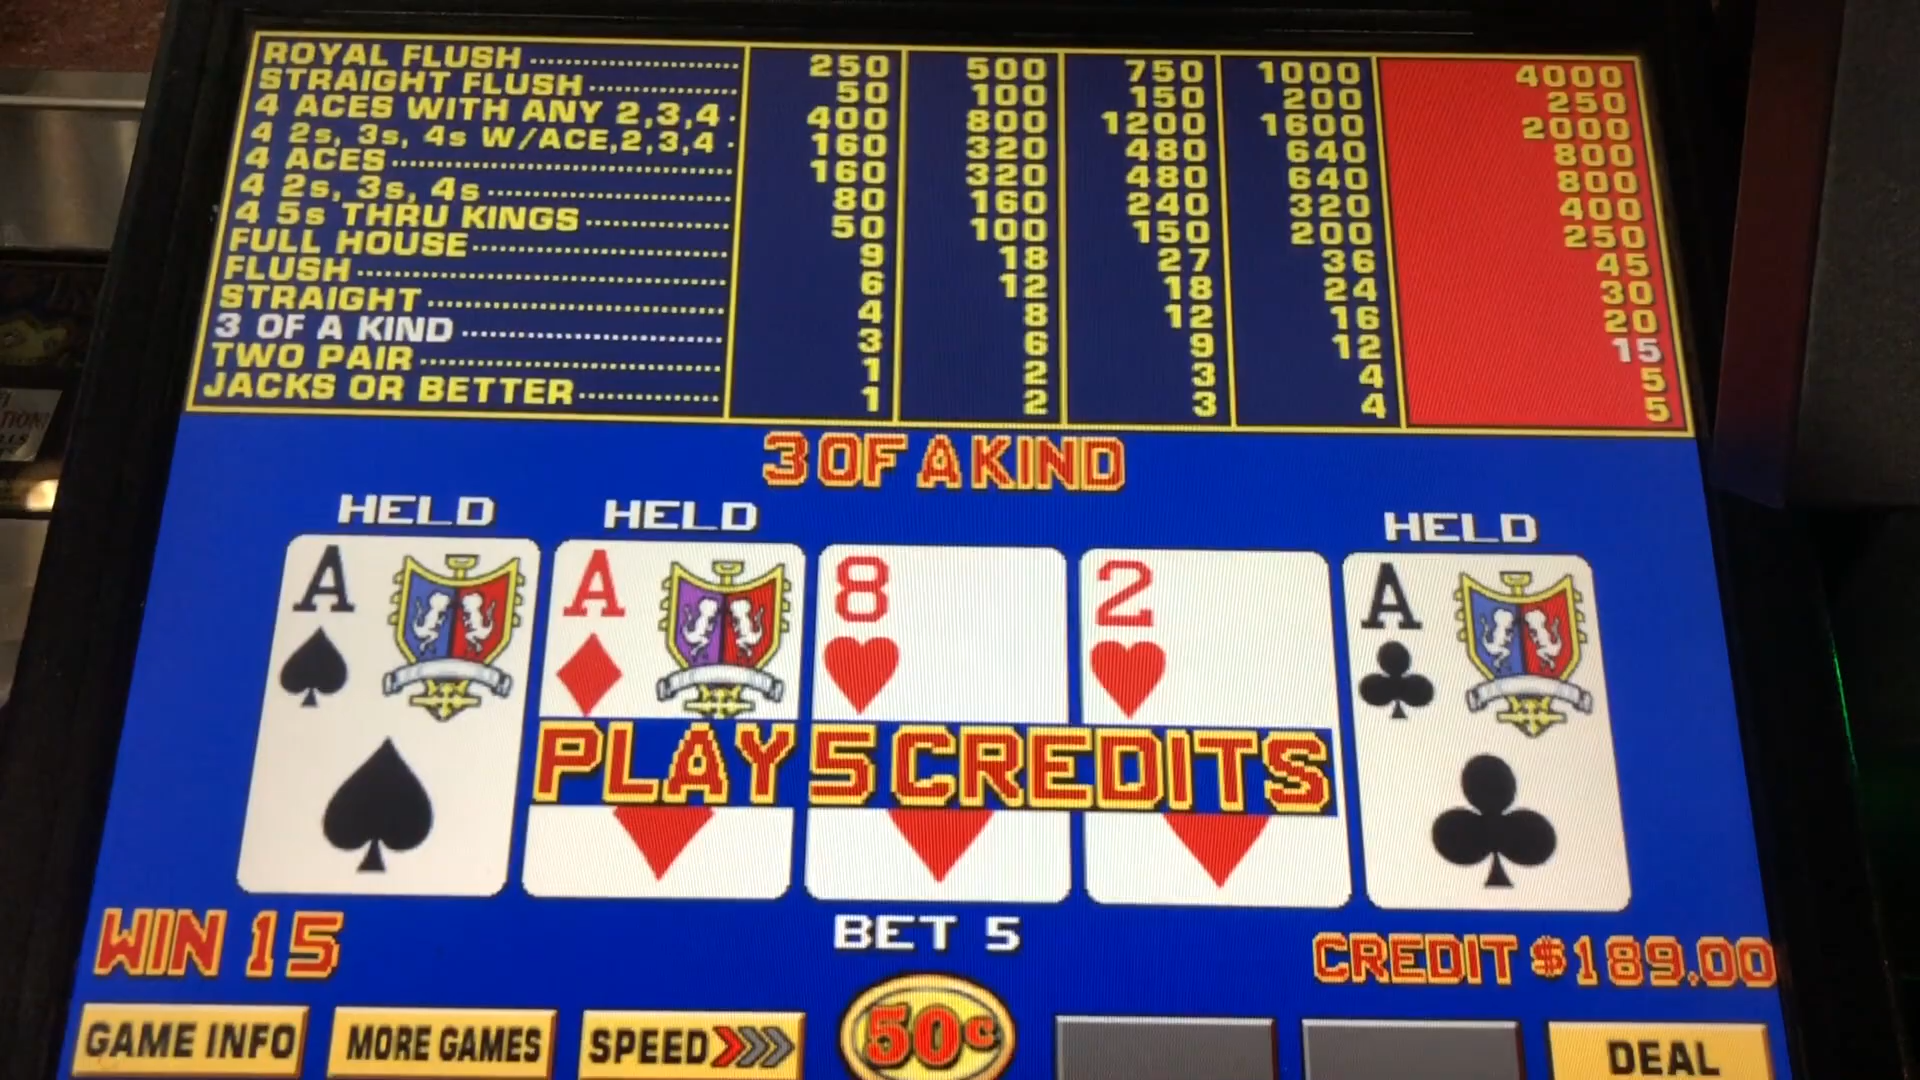 ROYAL FLUSH 250 500 750 1000 4000
STRAIGHT FLUSH 50 100 150 200 250
4 ACES WITH ANY 2,3,4 400 800 1200 1600 2000
4 2s, 3s, 4s W/ACE,2,3,4 160 320 480 640 800
4 ACES 160 320 480 640 800
4 2s, 3s, 4s 80 160 240 320 400
4 5s THRU KINGS 50 100 150 200 250
FULL HOUSE 9 18 27 36 45
FLUSH 6 12 18 24 30
STRAIGHT 4 8 12 16 20
3 OF A KIND 3 6 9 12 15
TWO PAIR 1 2 3 4 5
JACKS OR BETTER 1 2 3 4 5
3 OF A KIND
HELD HELD HELD
A A 8 2 A
PLAY 5 CREDITS
WIN 15 BET 5 CREDIT $189.00
GAME INFO MORE GAMES SPEED 50¢ DEAL